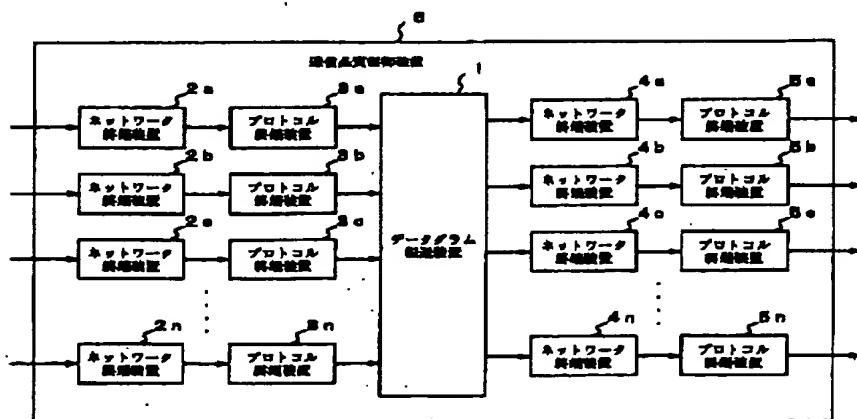 6
通信品質制御装置
1
2a
3a
4a
5a
ネットワーク
終端装置
プロトコル
終端装置
ネットワーク
終端装置
プロトコル
終端装置
2b
3b
4b
5b
ネットワーク
終端装置
プロトコル
終端装置
ネットワーク
終端装置
プロトコル
終端装置
2c
3c
4c
5c
ネットワーク
終端装置
プロトコル
終端装置
データグラム
転送装置
ネットワーク
終端装置
プロトコル
終端装置
2n
3n
4n
5n
ネットワーク
終端装置
プロトコル
終端装置
ネットワーク
終端装置
プロトコル
終端装置